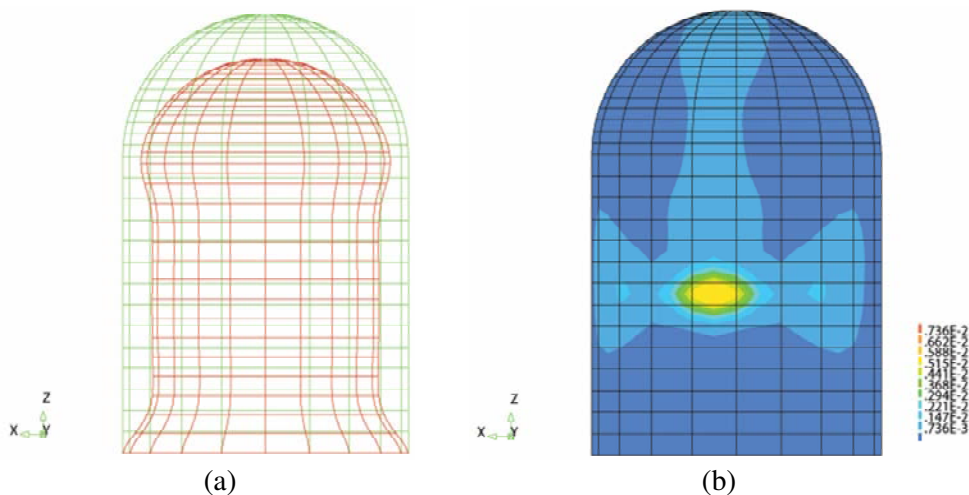 Z
X Y
(a)
Z
X Y
.736E-2
.662E-2
.588E-2
.515E-2
.441E-2
.368E-2
.294E-2
.221E-2
.147E-2
.736E-3
(b)